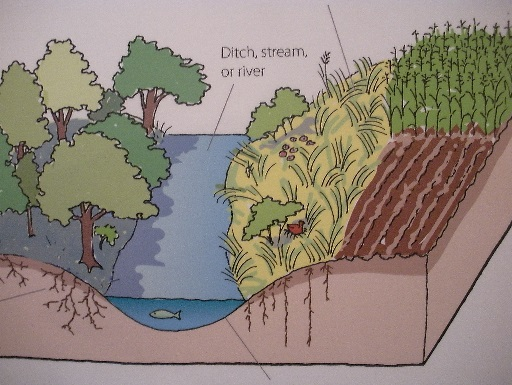 Ditch, stream,
or river